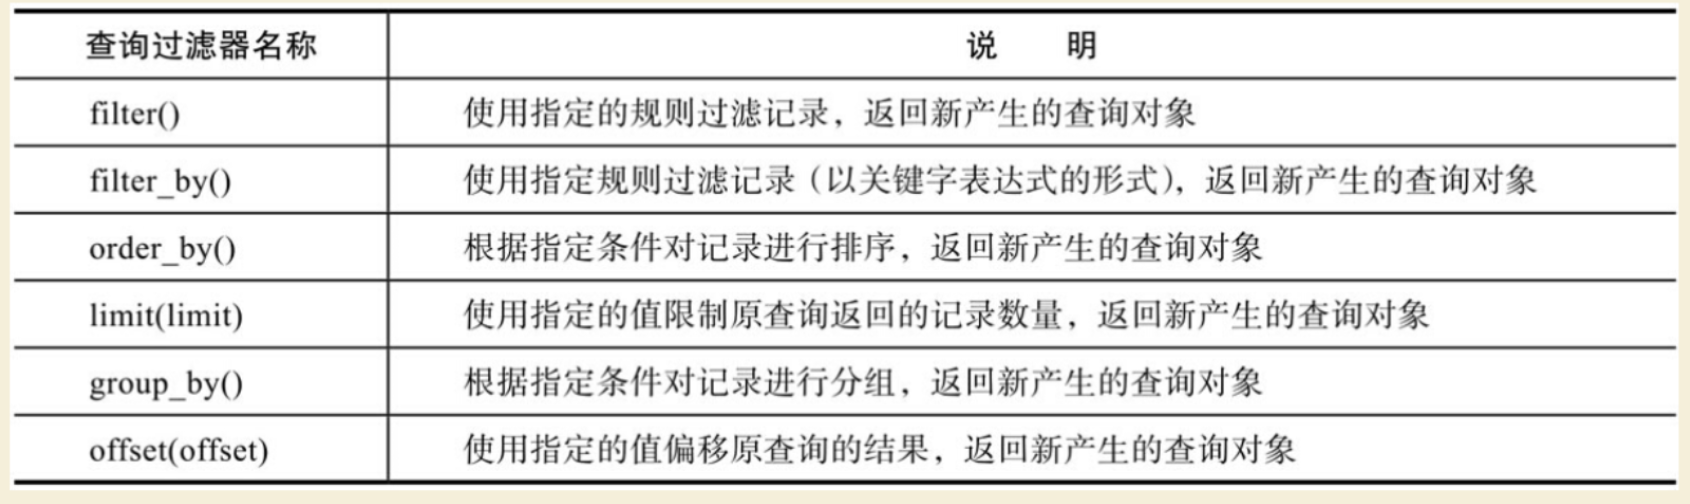 查询过滤器名称 说 明
filter() 使用指定的规则过滤记录，返回新产生的查询对象
filter_by() 使用指定规则过滤记录（以关键字表达式的形式），返回新产生的查询对象
order_by() 根据指定条件对记录进行排序，返回新产生的查询对象
limit(limit) 使用指定的值限制原查询返回的记录数量，返回新产生的查询对象
group_by() 根据指定条件对记录进行分组，返回新产生的查询对象
offset(offset) 使用指定的值偏移原查询的结果，返回新产生的查询对象